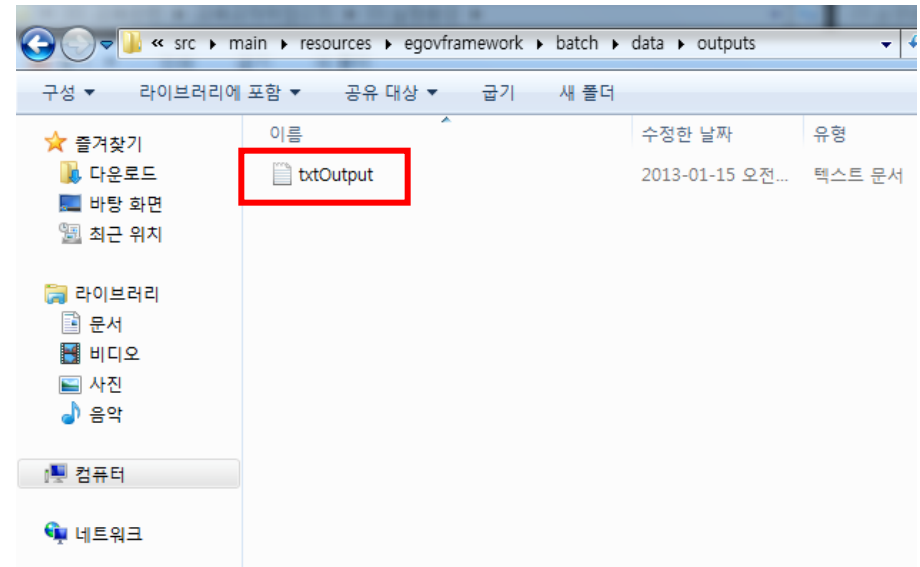 « src ▸ main ▸ resources ▸ egovframework ▸ batch ▸ data ▸ outputs
구성 ▼ 라이브러리에 포함 ▼ 공유 대상 ▼ 굽기 새 폴더
즐겨찾기
다운로드
바탕 화면
최근 위치
라이브러리
문서
비디오
사진
음악
컴퓨터
네트워크
이름 수정한 날짜 유형
txtOutput 2013-01-15 오전... 텍스트 문서